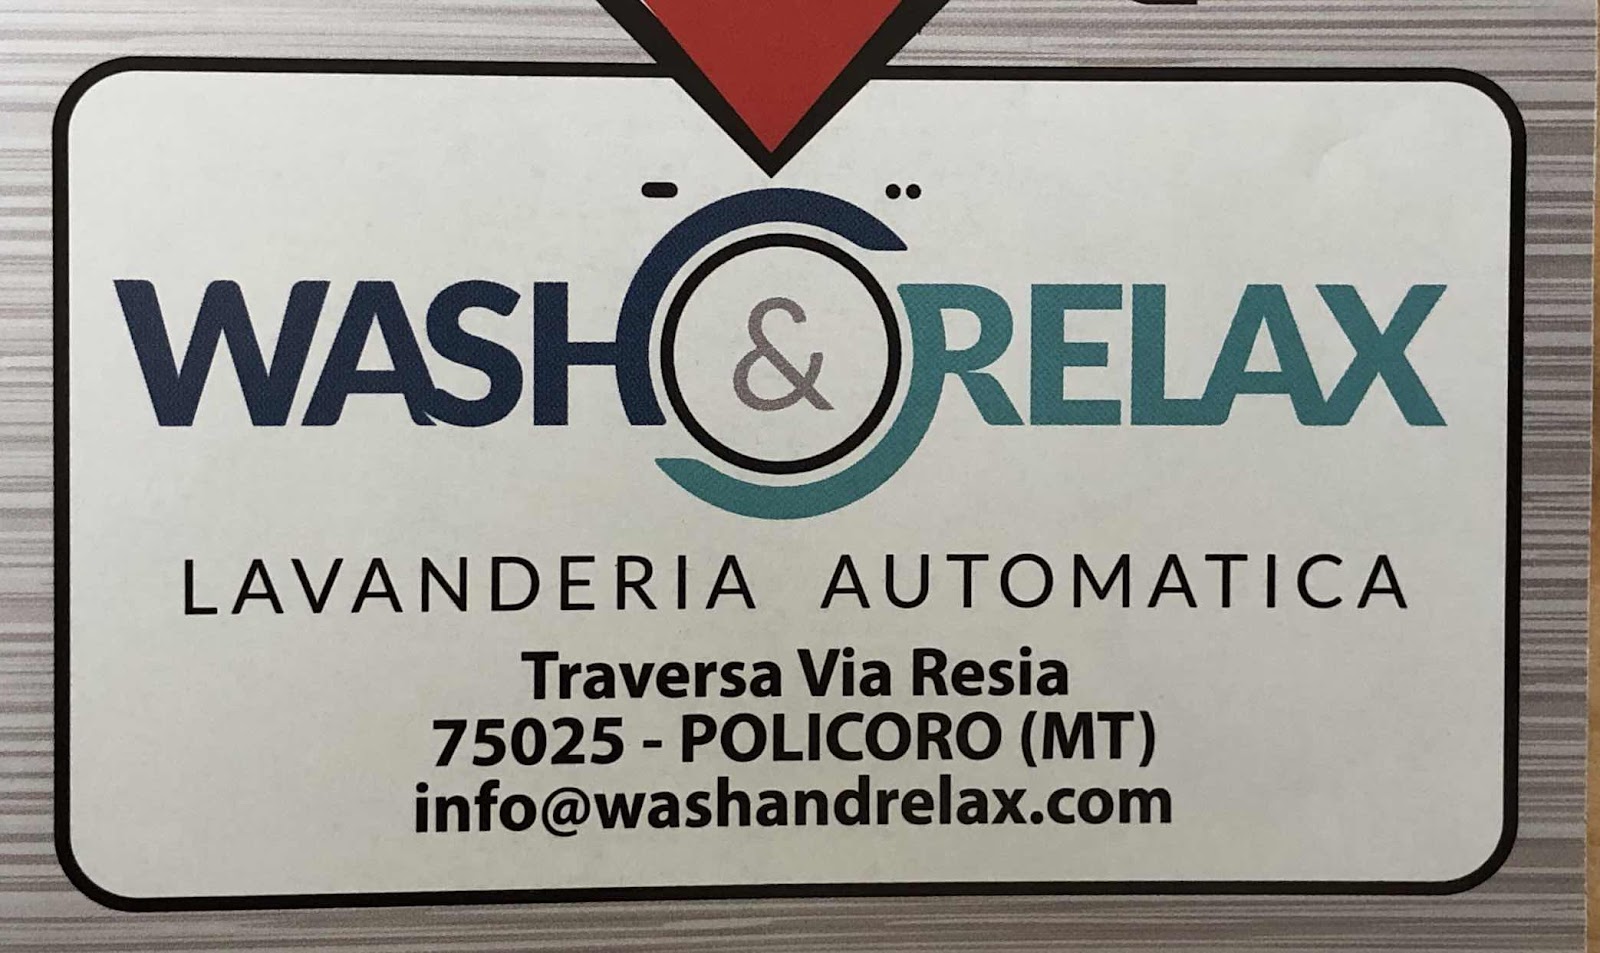 WASH & RELAX
LAVANDERIA AUTOMATICA
Traversa Via Resia
75025 - POLICORO (MT)
info@washandrelax.com